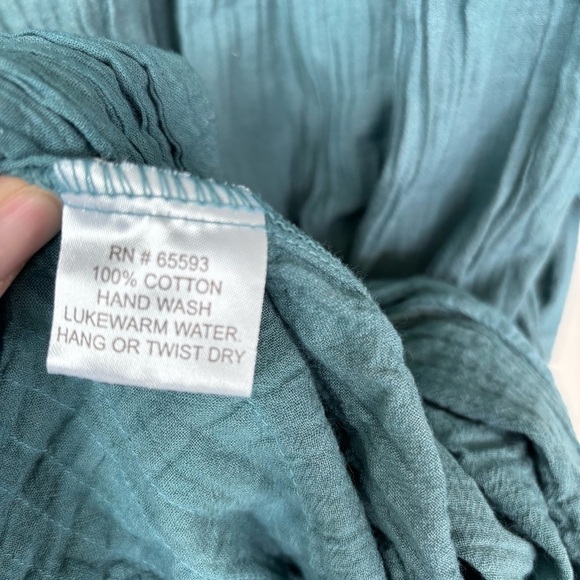 RN # 65593
100% COTTON
HAND WASH
LUKEWARM WATER.
HANG OR TWIST DRY